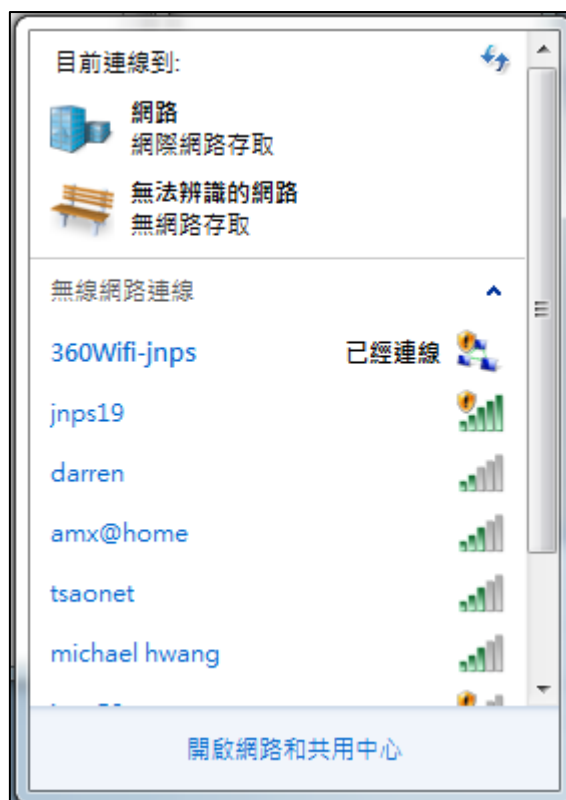 目前連線到:
網路
網際網路存取
無法辨識的網路
無網路存取
無線網路連線
360Wifi-jnps 已經連線
jnps19
darren
amx@home
tsaonet
michael hwang
開啟網路和共用中心